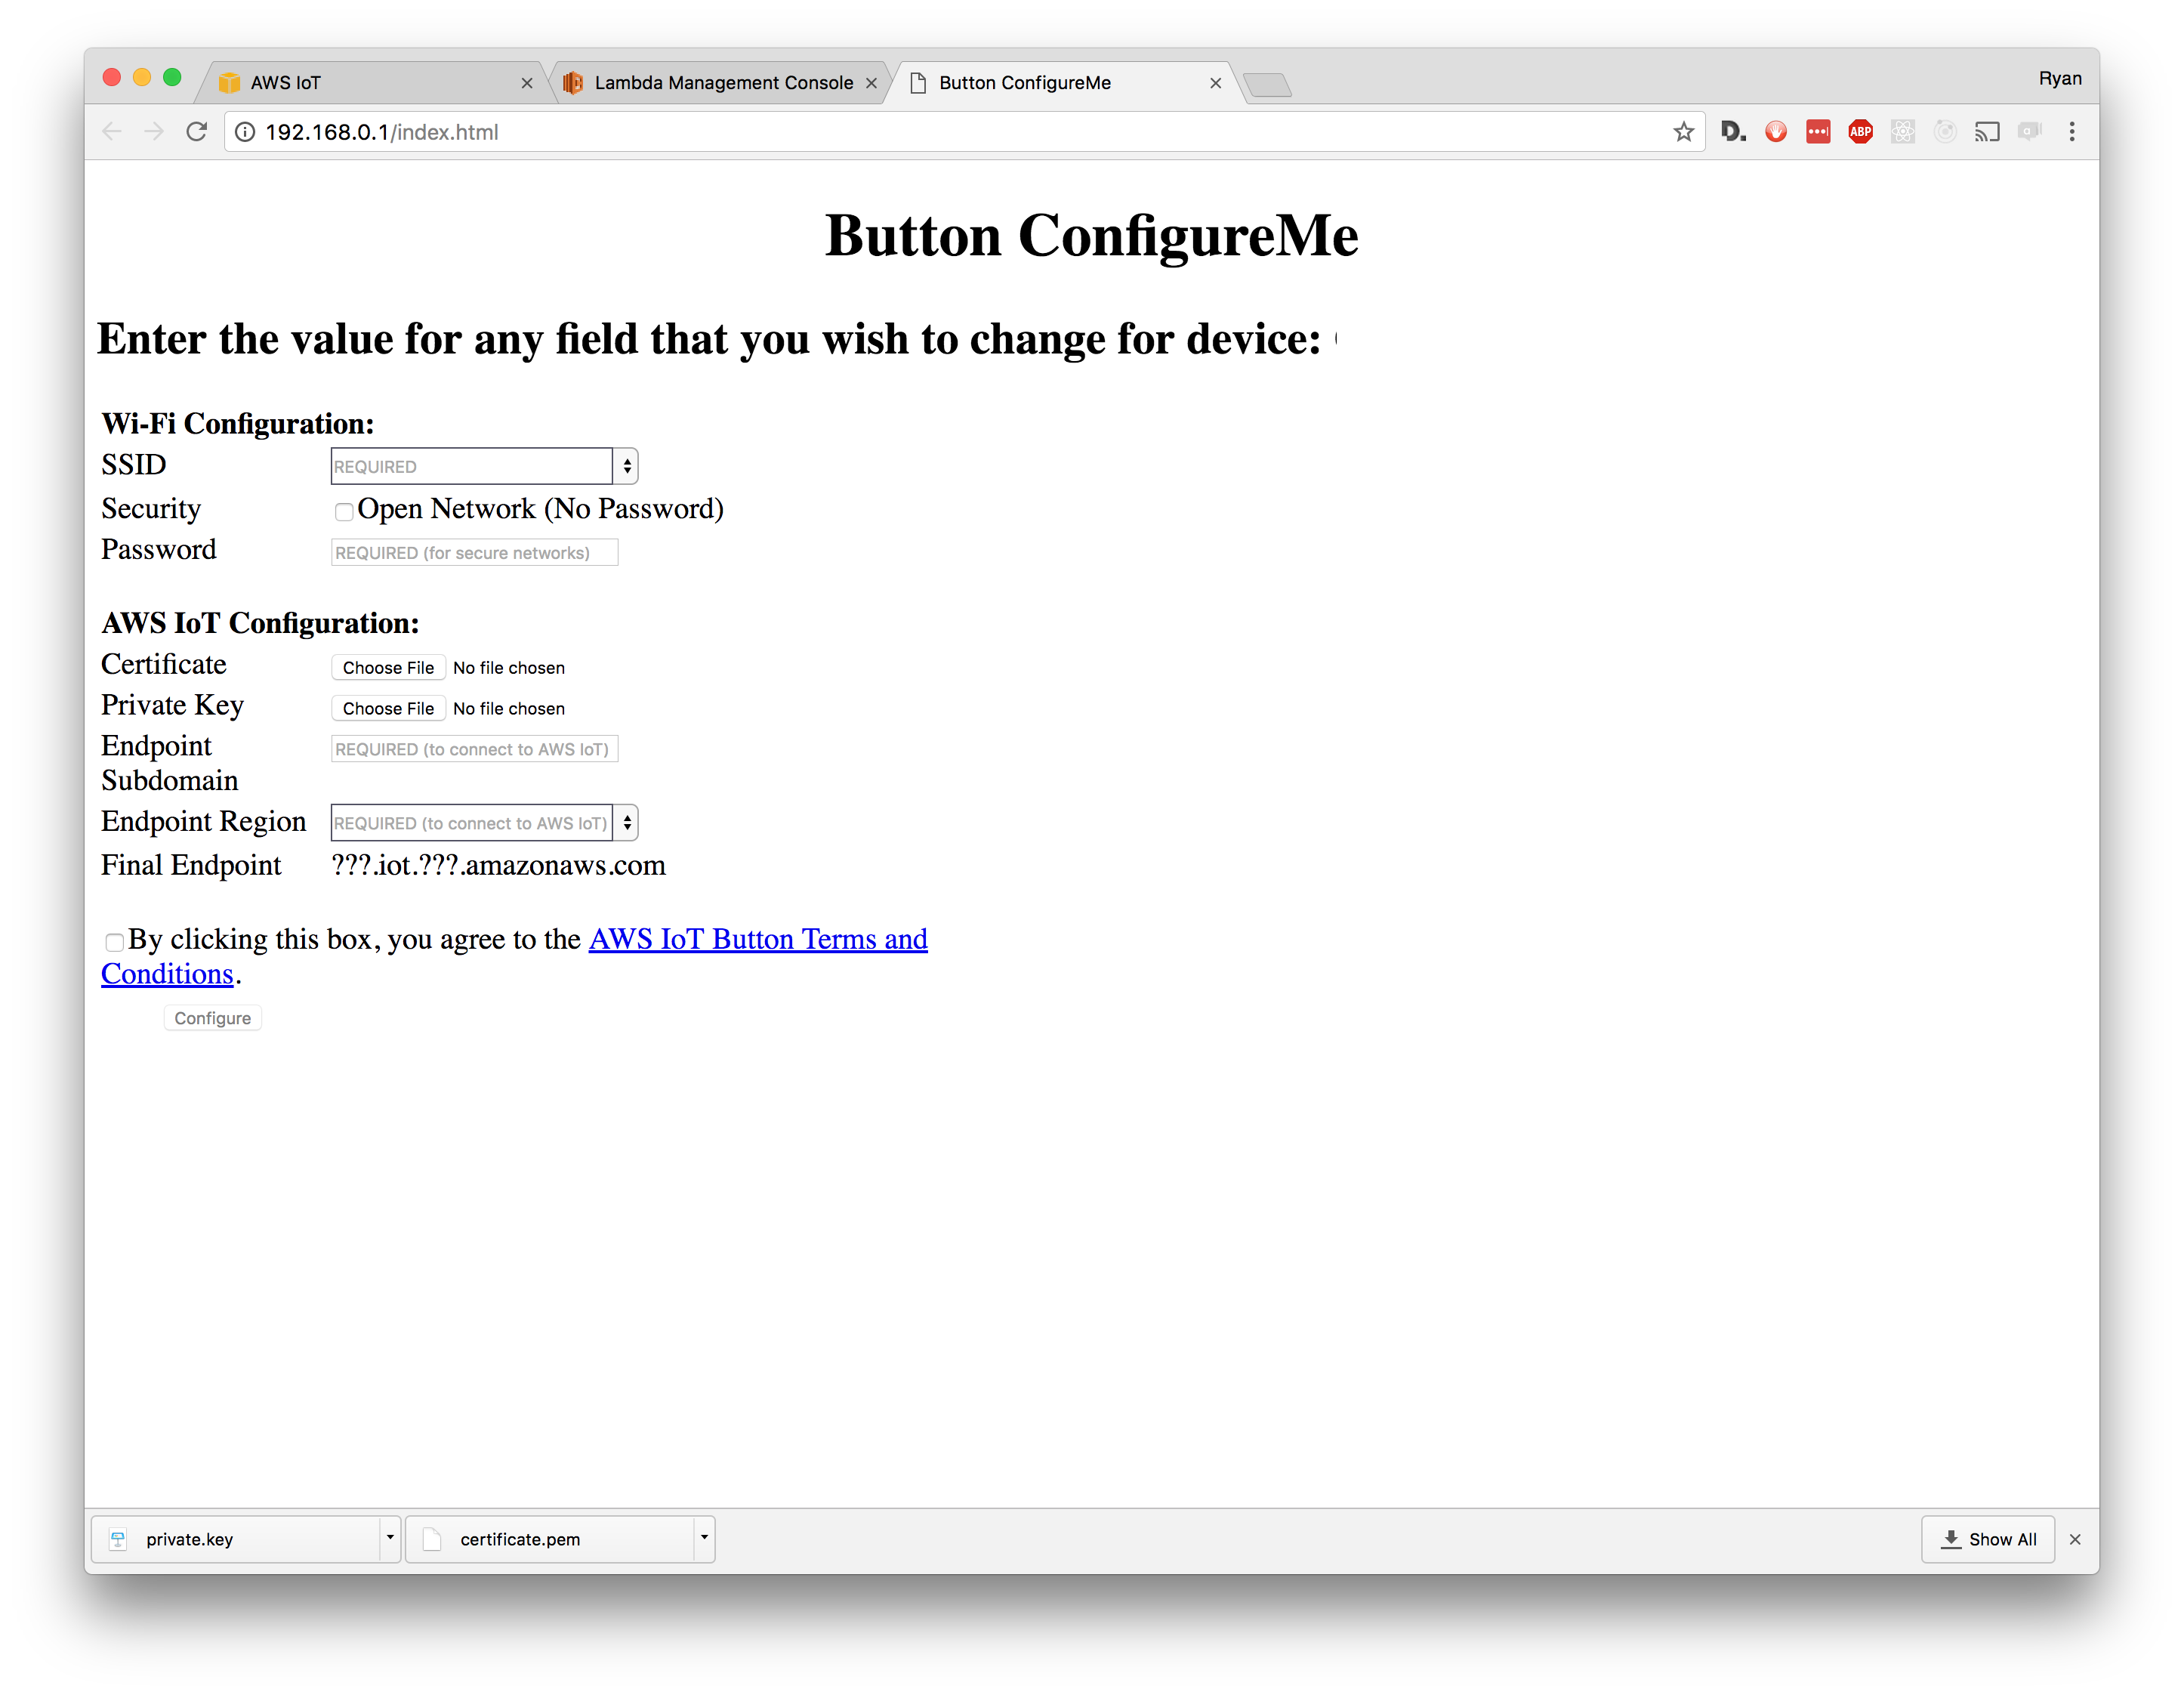 AWS IoT
Lambda Management Console
Button ConfigureMe
Ryan
192.168.0.1/index.html
D.
ABP
Button ConfigureMe
Enter the value for any field that you wish to change for device:
Wi-Fi Configuration:
SSID REQUIRED
Security Open Network (No Password)
Password REQUIRED (for secure networks)
AWS IoT Configuration:
Certificate Choose File No file chosen
Private Key Choose File No file chosen
Endpoint REQUIRED (to connect to AWS IoT)
Subdomain
Endpoint Region REQUIRED (to connect to AWS IoT)
Final Endpoint ???.iot.???.amazonaws.com
By clicking this box, you agree to the AWS IoT Button Terms and
Conditions.
Configure
private.key
certificate.pem
Show All